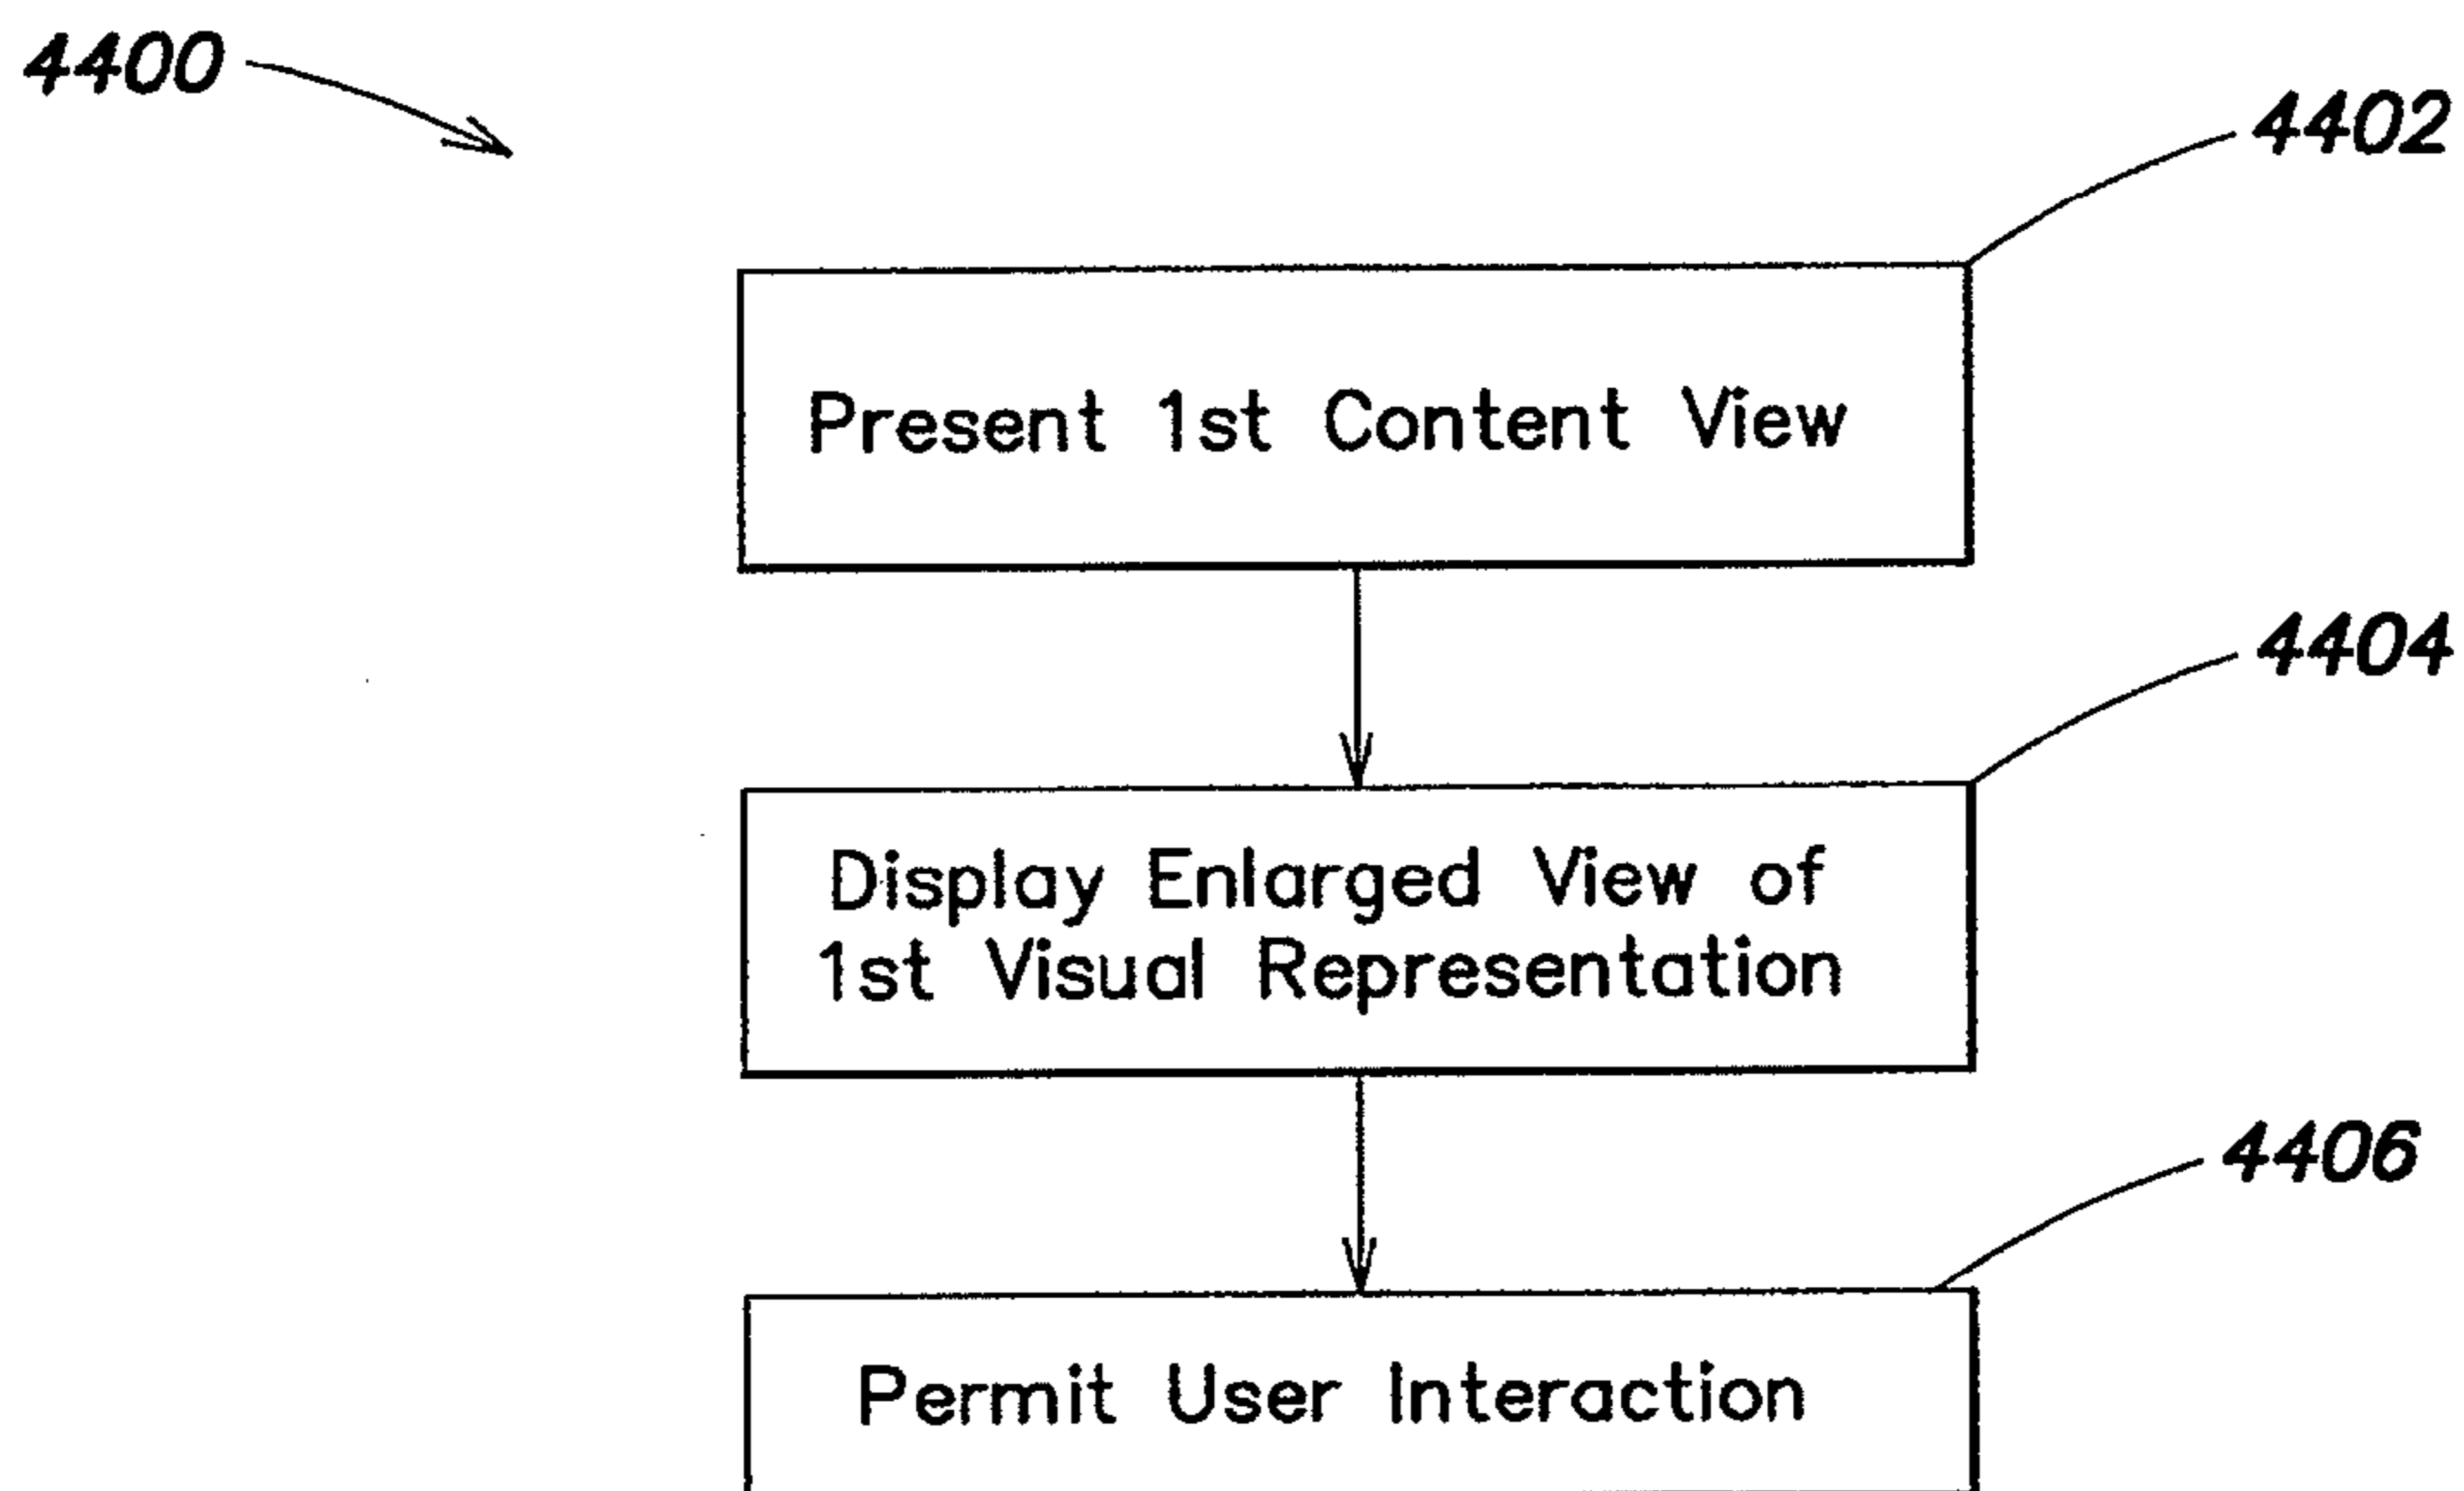 4400
4402
Present 1st Content View
4404
Display Enlarged View of
1st Visual Representation
4406
Permit User Interaction